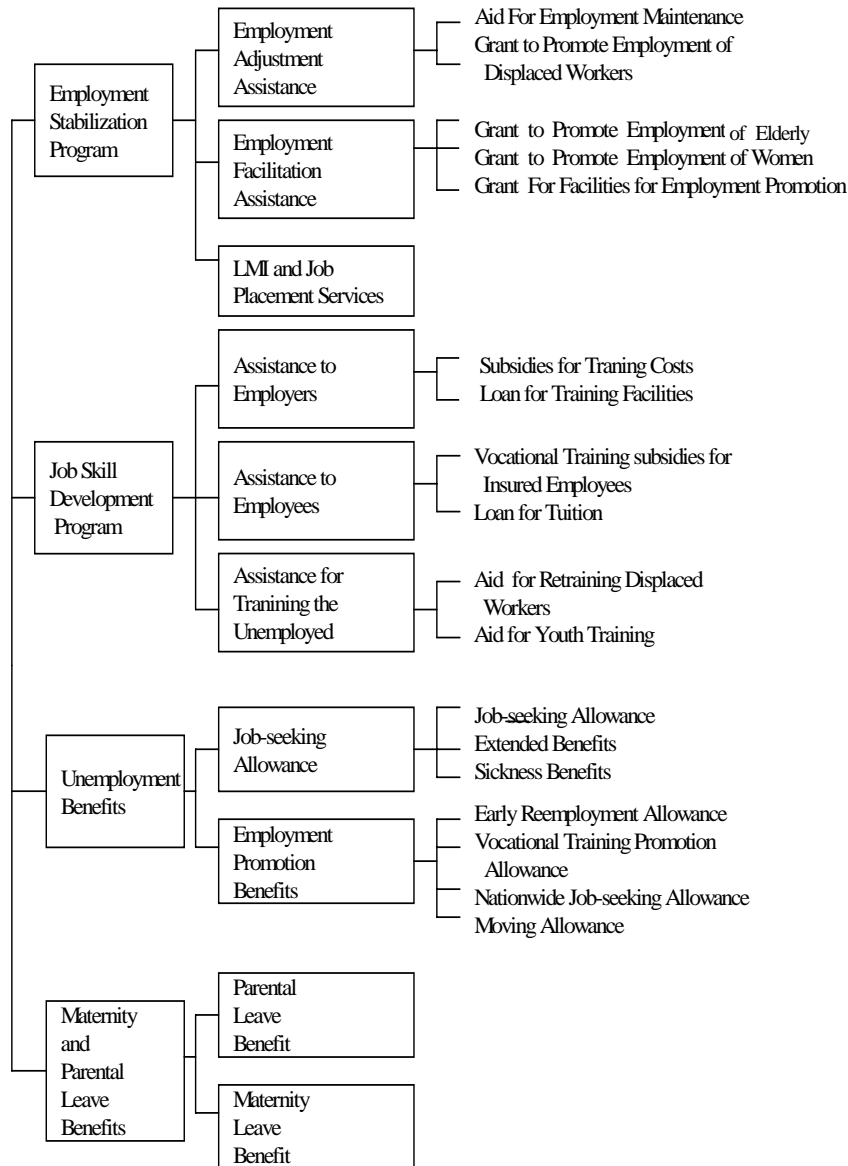 Employment
Stabilization
Program
Employment
Adjustment
Assistance
Aid For Employment Maintenance
Grant to Promote Employment of
Displaced Workers
Employment
Facilitation
Assistance
Grant to Promote Employment of Elderly
Grant to Promote Employment of Women
Grant For Facilities for Employment Promotion
LMI and Job
Placement Services
Job Skill
Development
Program
Assistance to
Employers
Subsidies for Traning Costs
Loan for Training Facilities
Assistance to
Employees
Vocational Training subsidies for
Insured Employees
Loan for Tuition
Assistance for
Tranining the
Unemployed
Aid for Retraining Displaced
Workers
Aid for Youth Training
Unemployment
Benefits
Job-seeking
Allowance
Job-seeking Allowance
Extended Benefits
Sickness Benefits
Employment
Promotion
Benefits
Early Reemployment Allowance
Vocational Training Promotion
Allowance
Nationwide Job-seeking Allowance
Moving Allowance
Maternity
and
Parental
Leave
Benefits
Parental
Leave
Benefit
Maternity
Leave
Benefit